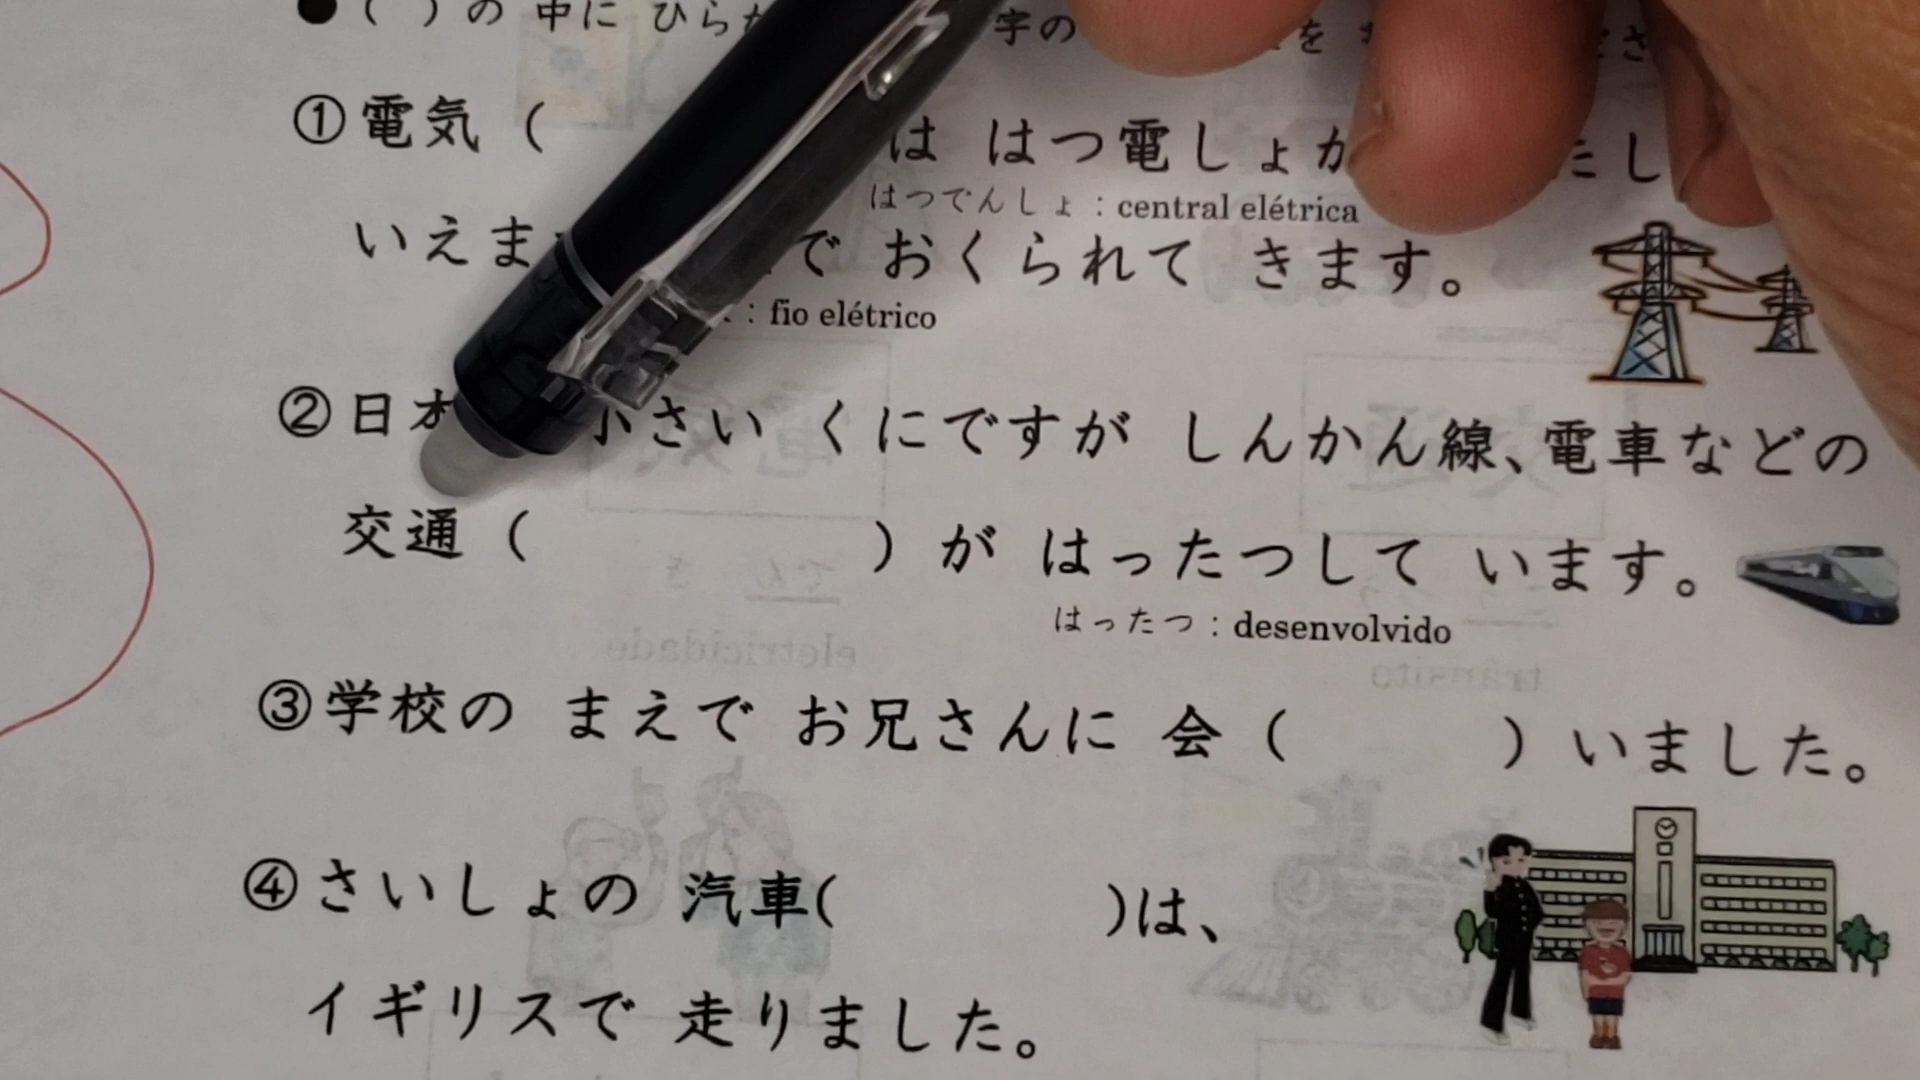 ●（ ）の 中に ひら 字の を
①電気（ は はつ電しょ
はつでんしょ：central elétrica
いえま で おくられて きます。
：fio elétrico
②日本 小さい くにですが しんかん線、電車などの
交通（ ）が はったつして います。
はったつ：desenvolvido
③学校の まえで お兄さんに 会（ ）いました。
④さいしょの 汽車( )は、
イギリスで 走りました。